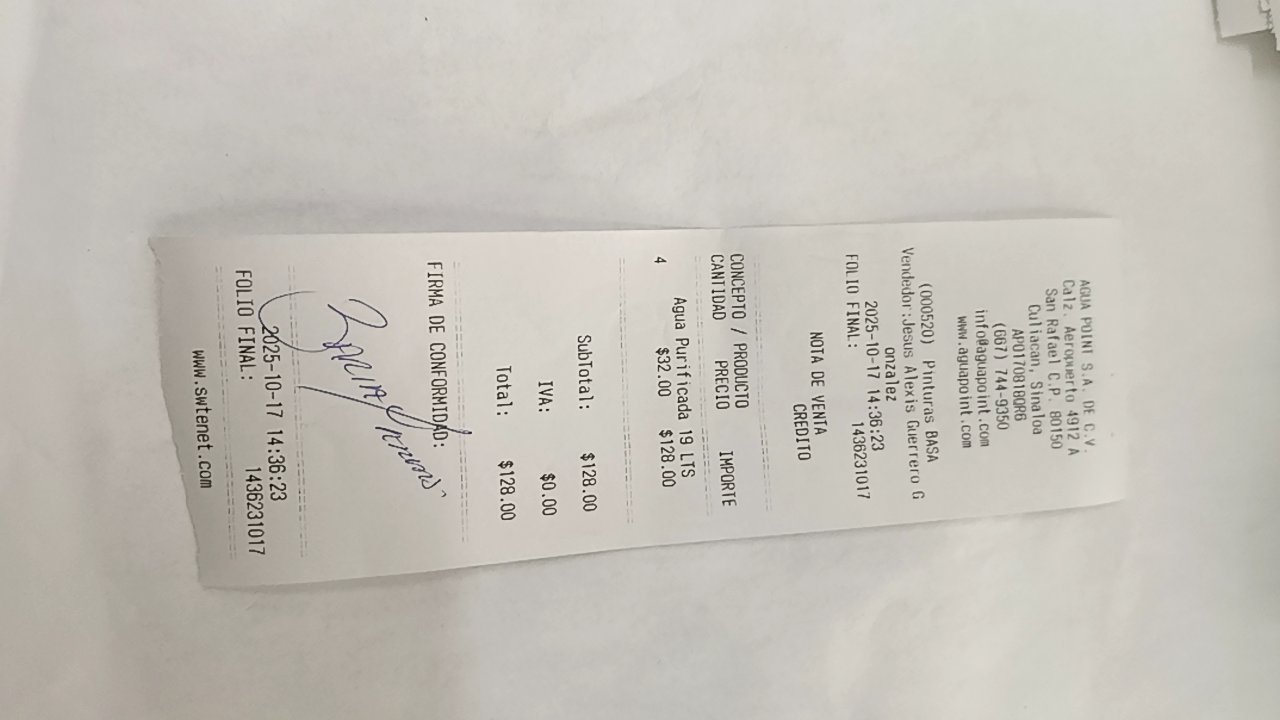 AGUA POINT S.A. DE C.V.
Calz. Aeropuerto 4912 A
San Rafael C.P. 80150
Culiacan, Sinaloa
APO170818QR6
(667) 744-9350
info@aguapoint.com
www.aguapoint.com
(000520) Pinturas BASA
Vendedor:Jesus Alexis Guerrero G
onzalez
2025-10-17 14:36:23
FOLIO FINAL: 1436231017
NOTA DE VENTA
CREDITO
CONCEPTO / PRODUCTO
CANTIDAD PRECIO IMPORTE
Agua Purificada 19 LTS
4 $32.00 $128.00
SubTotal: $128.00
IVA: $0.00
Total: $128.00
FIRMA DE CONFORMIDAD:
2025-10-17 14:36:23
FOLIO FINAL: 1436231017
www.swtenet.com